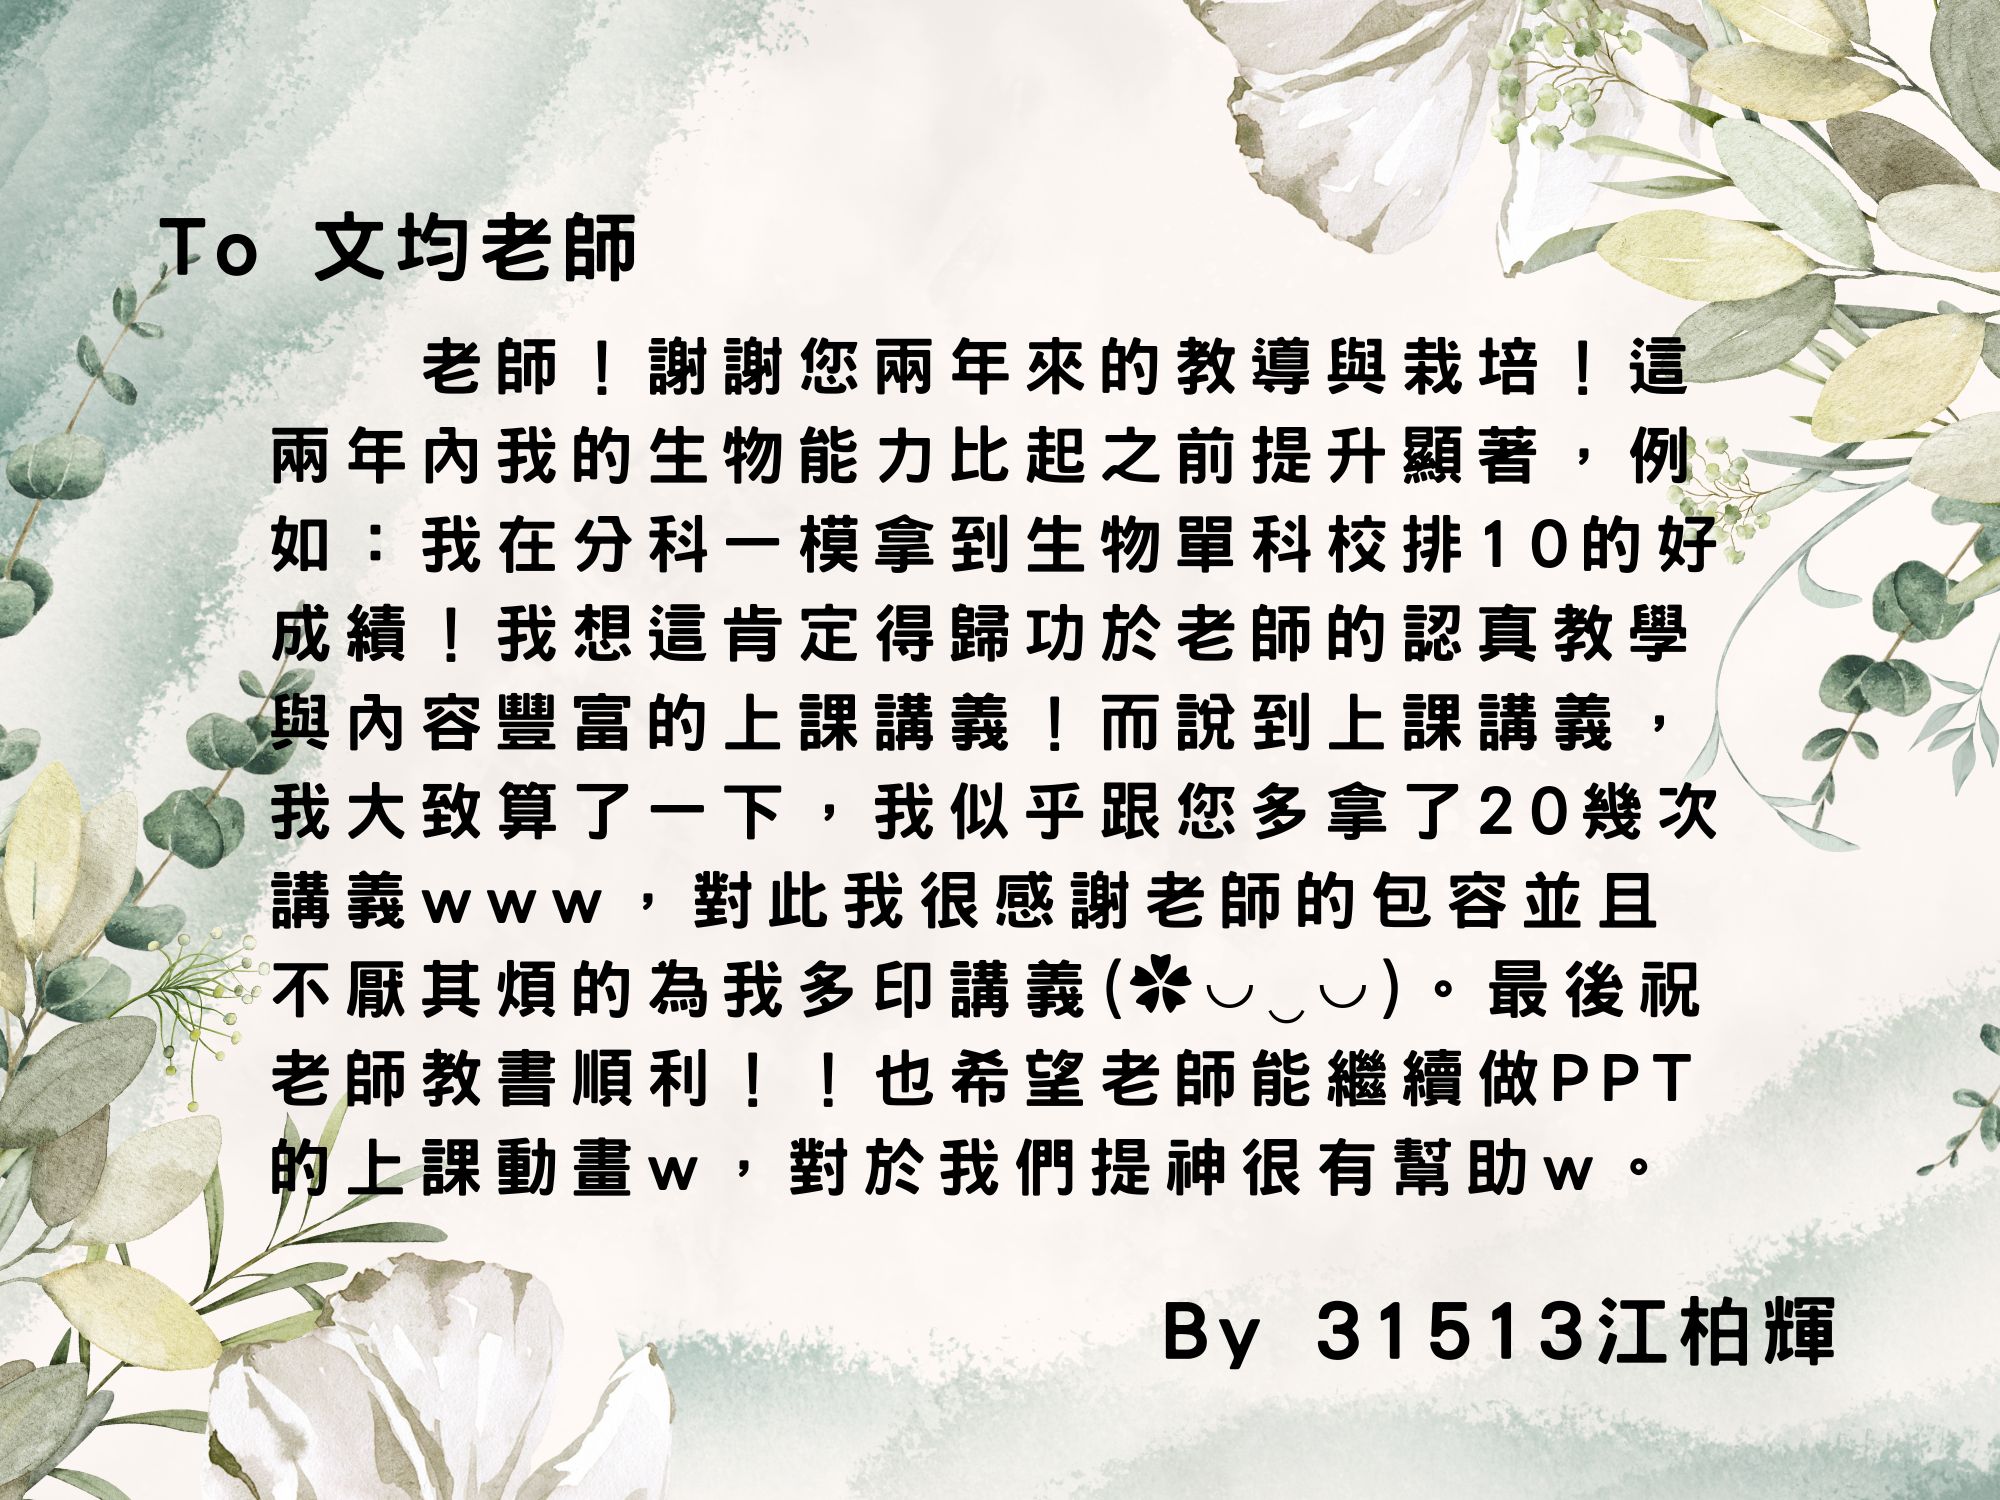 To 文均老師
老師！謝謝您兩年來的教導與栽培！這
兩年內我的生物能力比起之前提升顯著，例
如：我在分科一模拿到生物單科校排10的好
成績！我想這肯定得歸功於老師的認真教學
與內容豐富的上課講義！而說到上課講義，
我大致算了一下，我似乎跟您多拿了20幾次
講義www，對此我很感謝老師的包容並且
不厭其煩的為我多印講義(✿◡‿◡)。最後祝
老師教書順利！！也希望老師能繼續做PPT
的上課動畫w，對於我們提神很有幫助w。
By 31513江柏輝